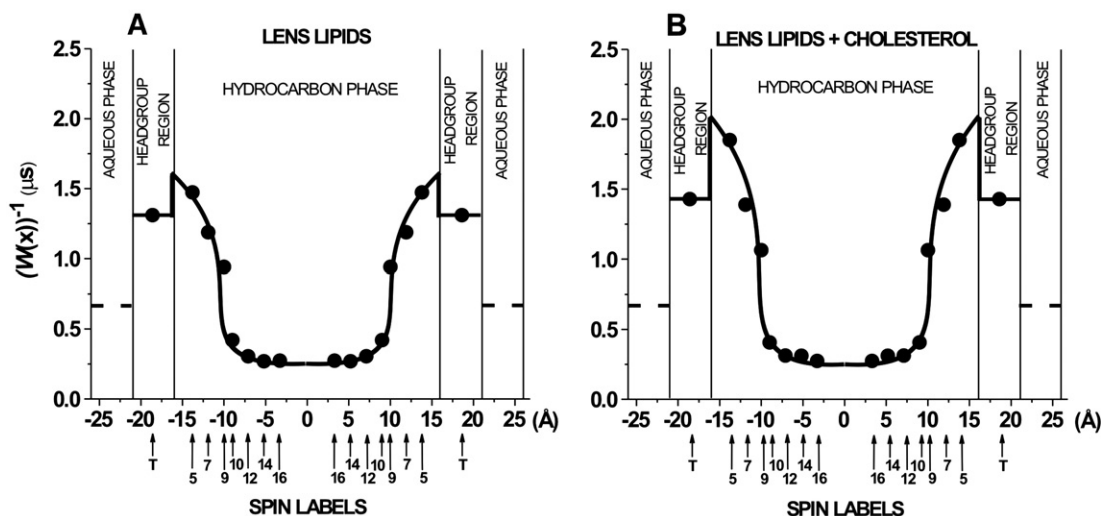 A
LENS LIPIDS
AQUEOUS PHASE
HEADGROUP
REGION
HYDROCARBON PHASE
HEADGROUP
REGION
AQUEOUS PHASE
(W(x))⁻¹ (μs)
2.5
2.0
1.5
1.0
0.5
0.0
-25 -20 -15 -10 -5 0 5 10 15 20 25 (Å)
T 5 7 9 10 12 14 16 16 14 12 10 9 7 5 T
SPIN LABELS
B
LENS LIPIDS + CHOLESTEROL
AQUEOUS PHASE
HEADGROUP
REGION
HYDROCARBON PHASE
HEADGROUP
REGION
AQUEOUS PHASE
2.5
2.0
1.5
1.0
0.5
0.0
-25 -20 -15 -10 -5 0 5 10 15 20 25 (Å)
T 5 7 9 10 12 14 16 16 14 12 10 9 7 5 T
SPIN LABELS